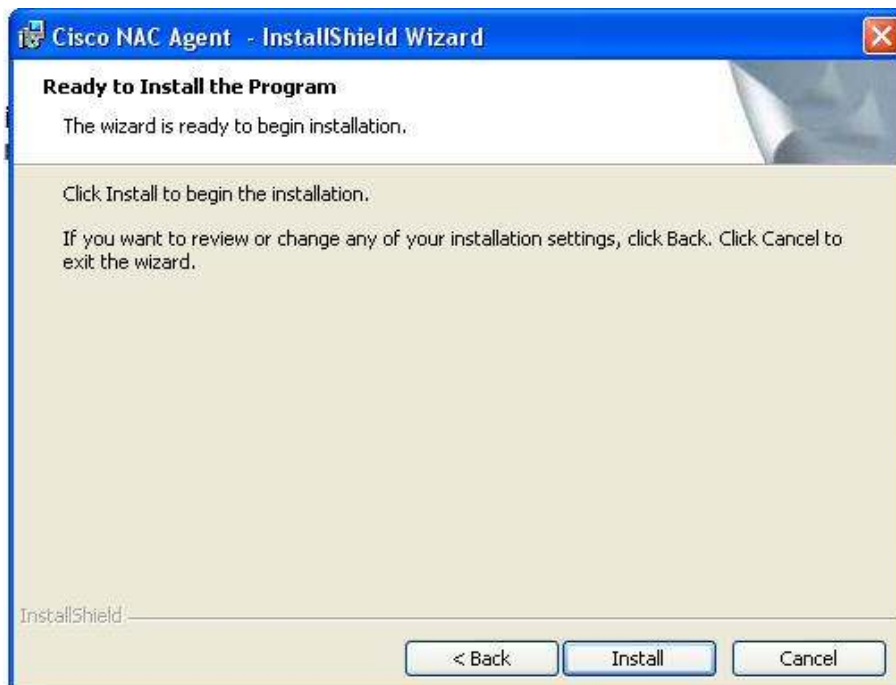 Cisco NAC Agent - InstallShield Wizard
Ready to Install the Program
The wizard is ready to begin installation.
Click Install to begin the installation.
If you want to review or change any of your installation settings, click Back. Click Cancel to
exit the wizard.
InstallShield
< Back Install Cancel